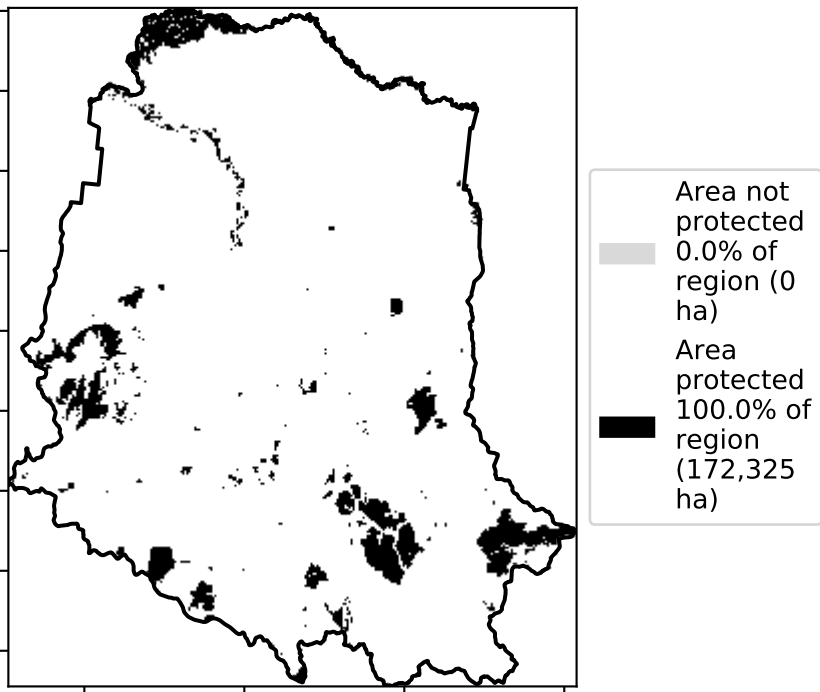 Area not
protected
0.0% of
region (0
ha)
Area
protected
100.0% of
region
(172,325
ha)